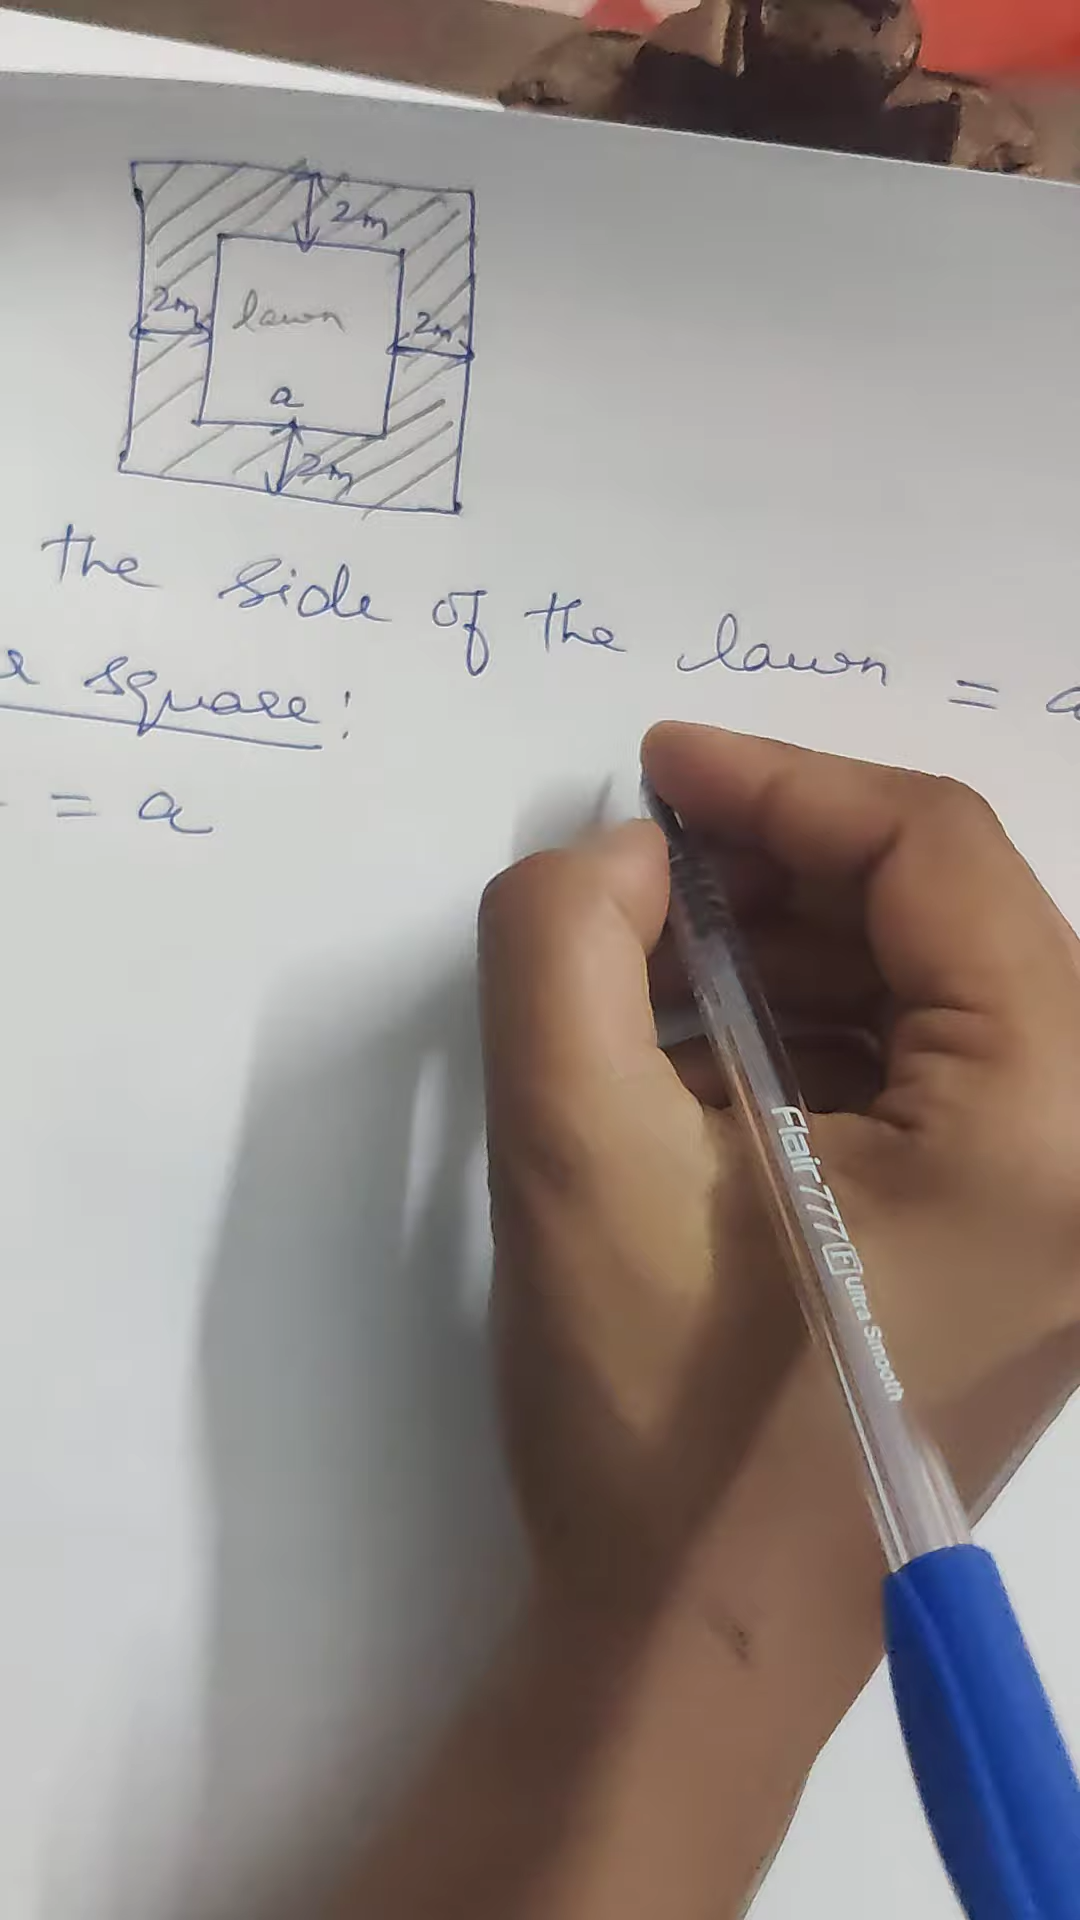 2m
2m lawn 2m
a
2m
the side of the lawn =
square:
= a
Flair 777 F Ultra Smooth